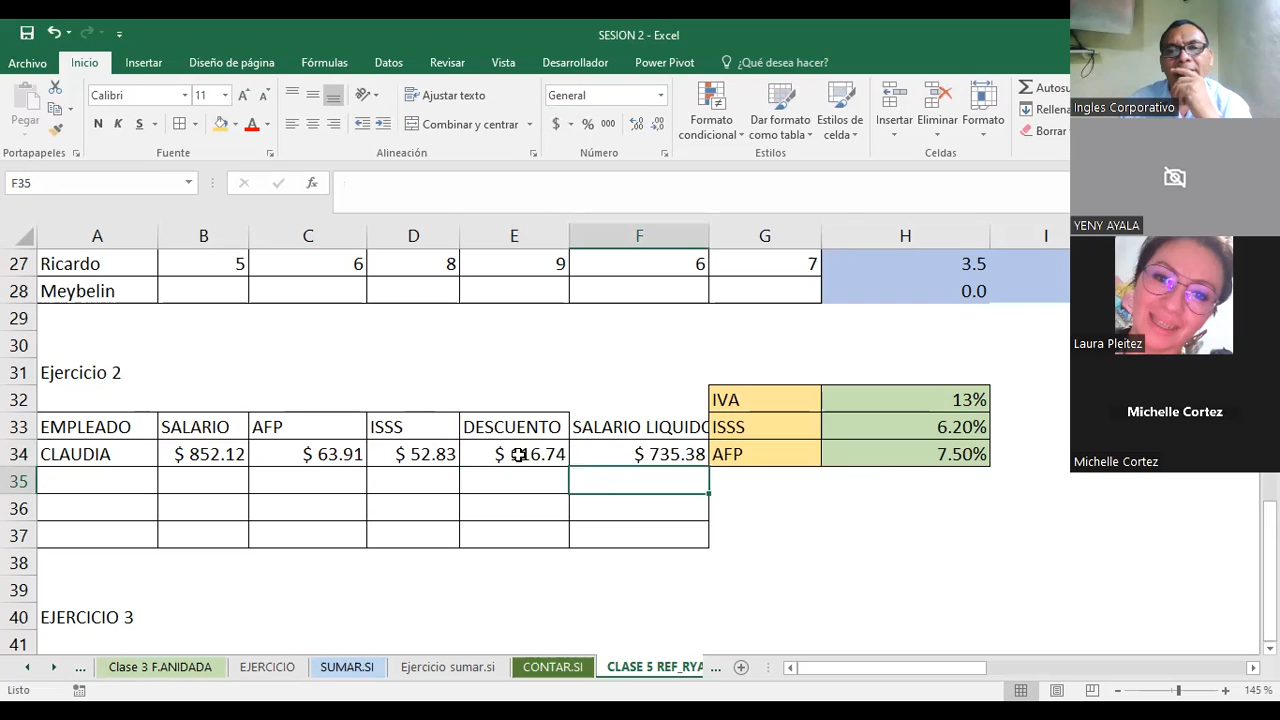 SESION 2 - Excel
Archivo Inicio Insertar Diseño de página Fórmulas Datos Revisar Vista Desarrollador Power Pivot ¿Qué desea hacer?
Pegar
Calibri 11
N K S
Ajustar texto
Combinar y centrar
General
$ % 000
Formato condicional
Dar formato como tabla
Estilos de celda
Insertar Eliminar Formato
Autosu
Rellena
Borrar
Portapapeles Fuente Alineación Número Estilos Celdas
F35
fx
A B C D E F G H I
27 Ricardo 5 6 8 9 6 7 3.5
28 Meybelin 0.0
29
30
31 Ejercicio 2
32 IVA 13%
33 EMPLEADO SALARIO AFP ISSS DESCUENTO SALARIO LIQUIDO ISSS 6.20%
34 CLAUDIA $ 852.12 $ 63.91 $ 52.83 $ 735.38 AFP 7.50%
35
36
37
38
39
40 EJERCICIO 3
41
... Clase 3 F.ANIDADA EJERCICIO SUMAR.SI Ejercicio sumar.si CONTAR.SI CLASE 5 REF_RYA ...
Listo
145 %
Ingles Corporativo
YENY AYALA
Laura Pleitez
Michelle Cortez
Michelle Cortez